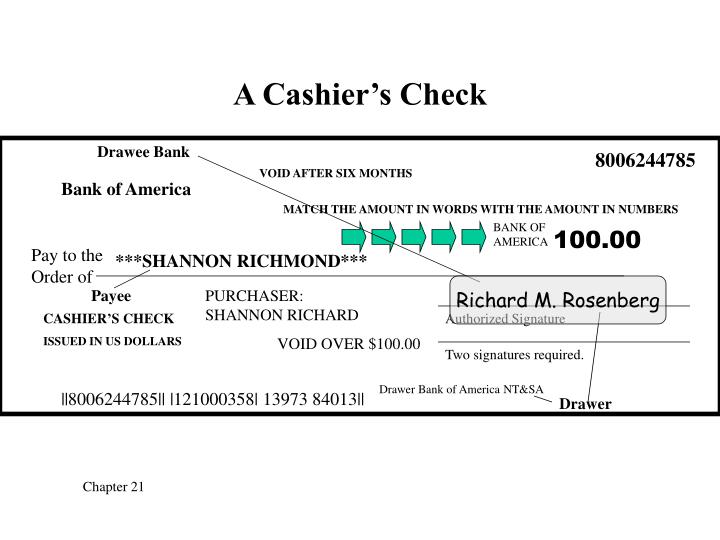 A Cashier’s Check
Drawee Bank
8006244785
VOID AFTER SIX MONTHS
Bank of America
MATCH THE AMOUNT IN WORDS WITH THE AMOUNT IN NUMBERS
BANK OF
AMERICA 100.00
Pay to the
Order of ***SHANNON RICHMOND***
Payee
PURCHASER:
SHANNON RICHARD
Richard M. Rosenberg
Authorized Signature
CASHIER’S CHECK
ISSUED IN US DOLLARS
VOID OVER $100.00
Two signatures required.
Drawer Bank of America NT&SA
Drawer
||8006244785|| |121000358| 13973 84013||
Chapter 21